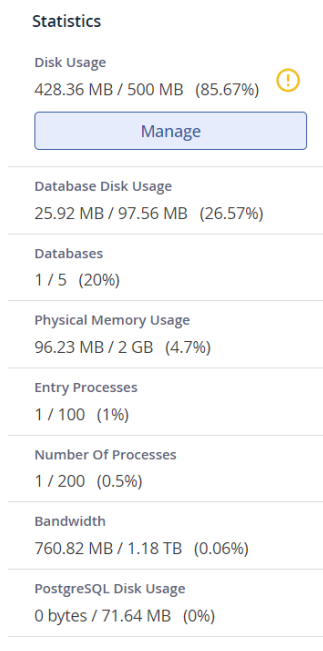 Statistics
Disk Usage
428.36 MB / 500 MB (85.67%)
Manage
Database Disk Usage
25.92 MB / 97.56 MB (26.57%)
Databases
1 / 5 (20%)
Physical Memory Usage
96.23 MB / 2 GB (4.7%)
Entry Processes
1 / 100 (1%)
Number Of Processes
1 / 200 (0.5%)
Bandwidth
760.82 MB / 1.18 TB (0.06%)
PostgreSQL Disk Usage
0 bytes / 71.64 MB (0%)